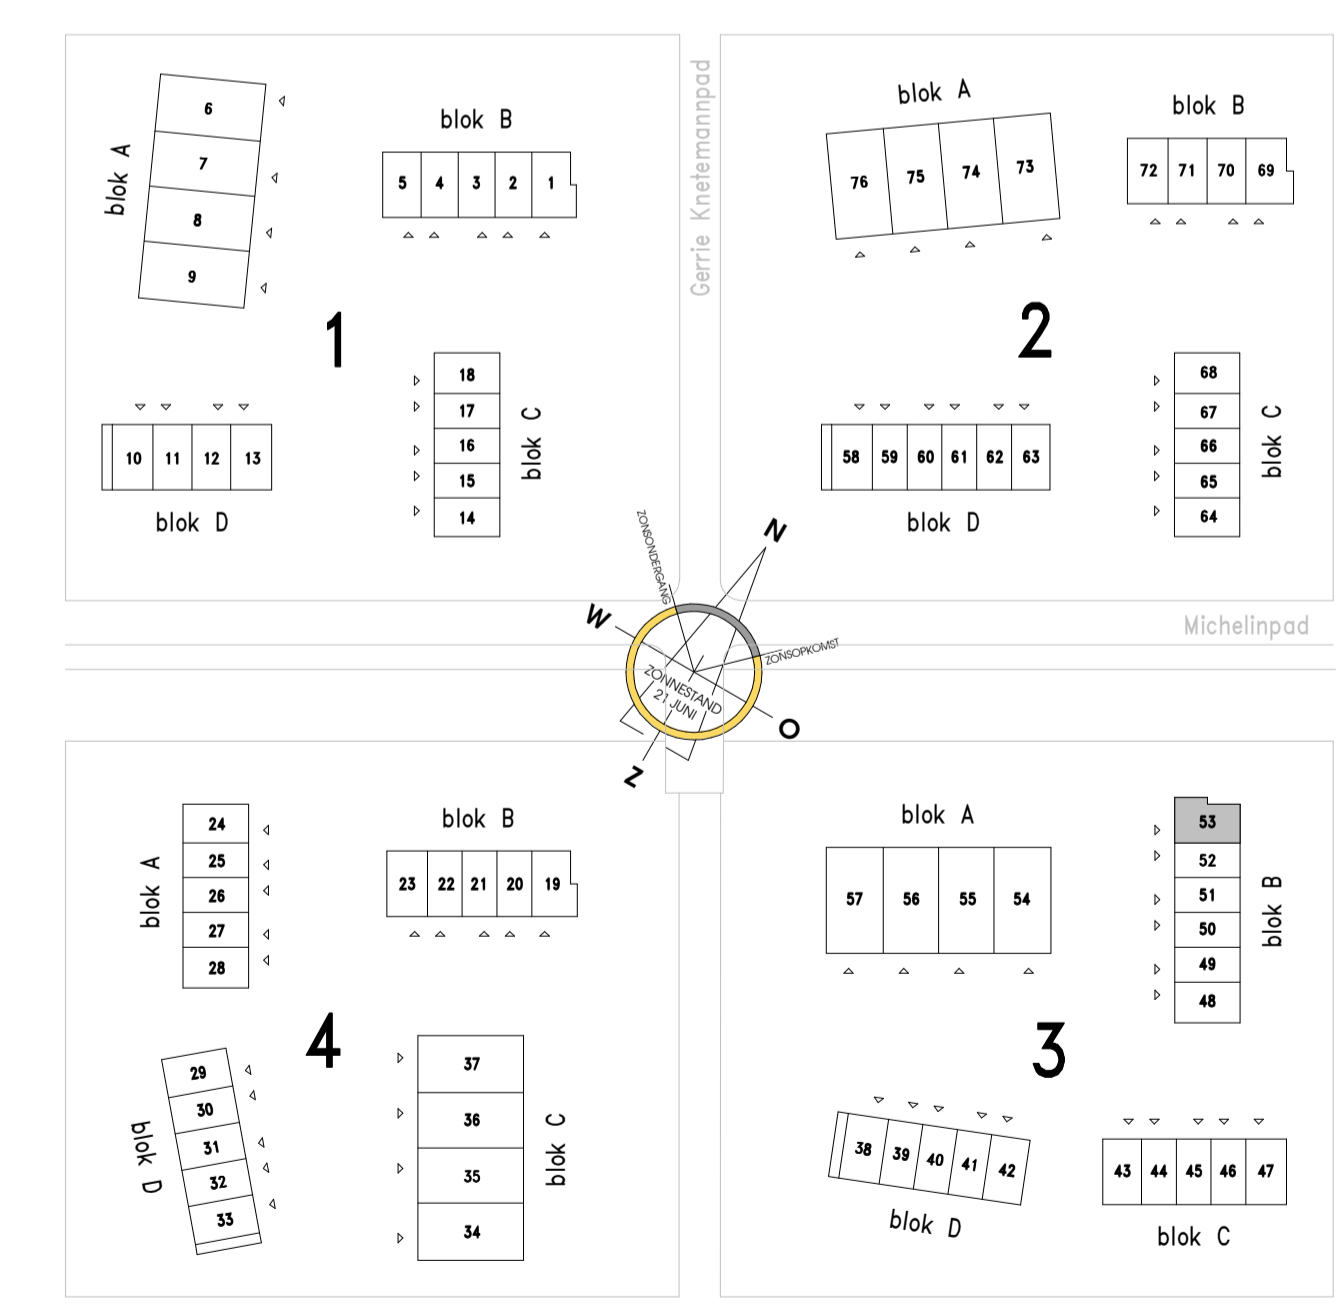 6
7
8
9
blok A
blok B
5 4 3 2 1
1
18
17
16
15
14
blok C
10 11 12 13
blok D
Gerrie Knetemannpad
blok A
76 75 74 73
blok B
72 71 70 69
2
68
67
66
65
64
blok C
58 59 60 61 62 63
blok D
Michelinpad
N
ZONSONDERGANG
W
ZONSOPKOMST
ZONNESTAND
21 JUNI
O
Z
24
25
26
27
28
blok A
blok B
23 22 21 20 19
4
29
30
31
32
33
blok D
37
36
35
34
blok C
blok A
57 56 55 54
53
52
51
50
49
48
blok B
3
38 39 40 41 42
blok D
43 44 45 46 47
blok C